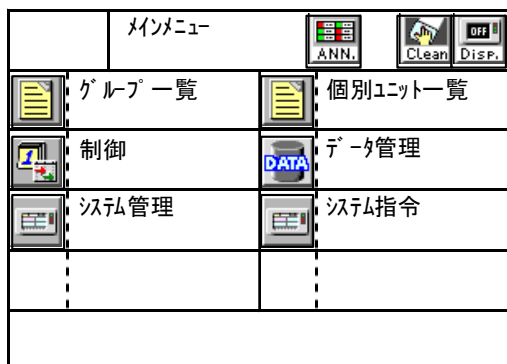 ﾒｲﾝﾒﾆｭｰ
ANN.
Clean
OFF
Disp.
ｸﾞﾙｰﾌﾟ一覧
個別ﾕﾆｯﾄ一覧
1
制御
DATA
ﾃﾞｰﾀ管理
ｼｽﾃﾑ管理
ｼｽﾃﾑ指令